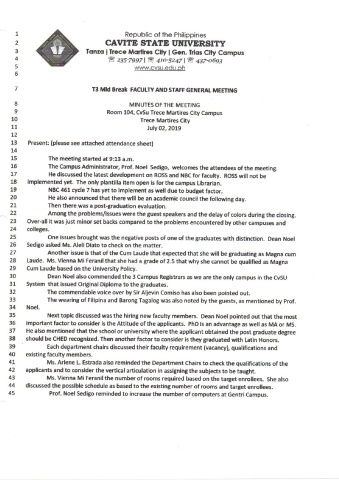 1 Republic of the Philippines
2 CAVITE STATE UNIVERSITY
3 Tanza | Trece Martires City | Gen. Trias City Campus
4 ☏ 235-7997 | ☏ 410-5247 | ☏ 437-0693
5 www.cvsu.edu.ph
6
7 T3 Mid Break FACULTY AND STAFF GENERAL MEETING
8 MINUTES OF THE MEETING
9 Room 104, CvSu Trece Martires City Campus
10 Trece Martires City
11 July 02, 2019
12
13 Present: (please see attached attendance sheet)
14
15 The meeting started at 9:13 a.m.
16 The Campus Administrator, Prof. Noel Sedigo, welcomes the attendees of the meeting.
17 He discussed the latest development on ROSS and NBC for faculty. ROSS will not be
18 implemented yet. The only plantilla item open is for the campus Librarian.
19 NBC 461 cycle 7 has yet to implement as well due to budget factor.
20 He also announced that there will be an academic council the following day.
21 Then there was a post-graduation evaluation.
22 Among the problems/issues were the guest speakers and the delay of colors during the closing.
23 Over-all it was just minor set backs compared to the problems encountered by other campuses and
24 colleges.
25 One issues brought was the negative posts of one of the graduates with distinction. Dean Noel
26 Sedigo asked Ms. Aleli Diato to check on the matter.
27 Another issue is that of the Cum Laude that expected that she will be graduating as Magna cum
28 Laude. Ms. Vienna Mi Feranil that she had a grade of 2.5 that why she cannot be qualified as Magna
29 Cum Laude based on the University Policy.
30 Dean Noel also commended the 3 Campus Registrars as we are the only campus in the CvSU
31 System that issued Original Diploma to the graduates.
32 The commendable voice over by Sir Aljevin Comiso has also been pointed out.
33 The wearing of Filipina and Barong Tagalog was also noted by the guests, as mentioned by Prof.
34 Noel.
35 Next topic discussed was the hiring new faculty members. Dean Noel pointed out that the most
36 important factor to consider is the Attitude of the applicants. PhD is an advantage as well as MA or MS.
37 He also mentioned that the school or university where the applicant obtained the post graduate degree
38 should be CHED recognized. Then another factor to consider is they graduated with Latin Honors.
39 Each department chairs discussed their faculty requirement (vacancy), qualifications and
40 existing faculty members.
41 Ms. Arlene L. Estrada also reminded the Department Chairs to check the qualifications of the
42 applicants and to consider the vertical articulation in assigning the subjects to be taught.
43 Ms. Vienna Mi Feranil the number of rooms required based on the target enrollees. She also
44 discussed the possible schedule as based to the existing number of rooms and target enrollees.
45 Prof. Noel Sedigo reminded to increase the number of computers at Gentri Campus.